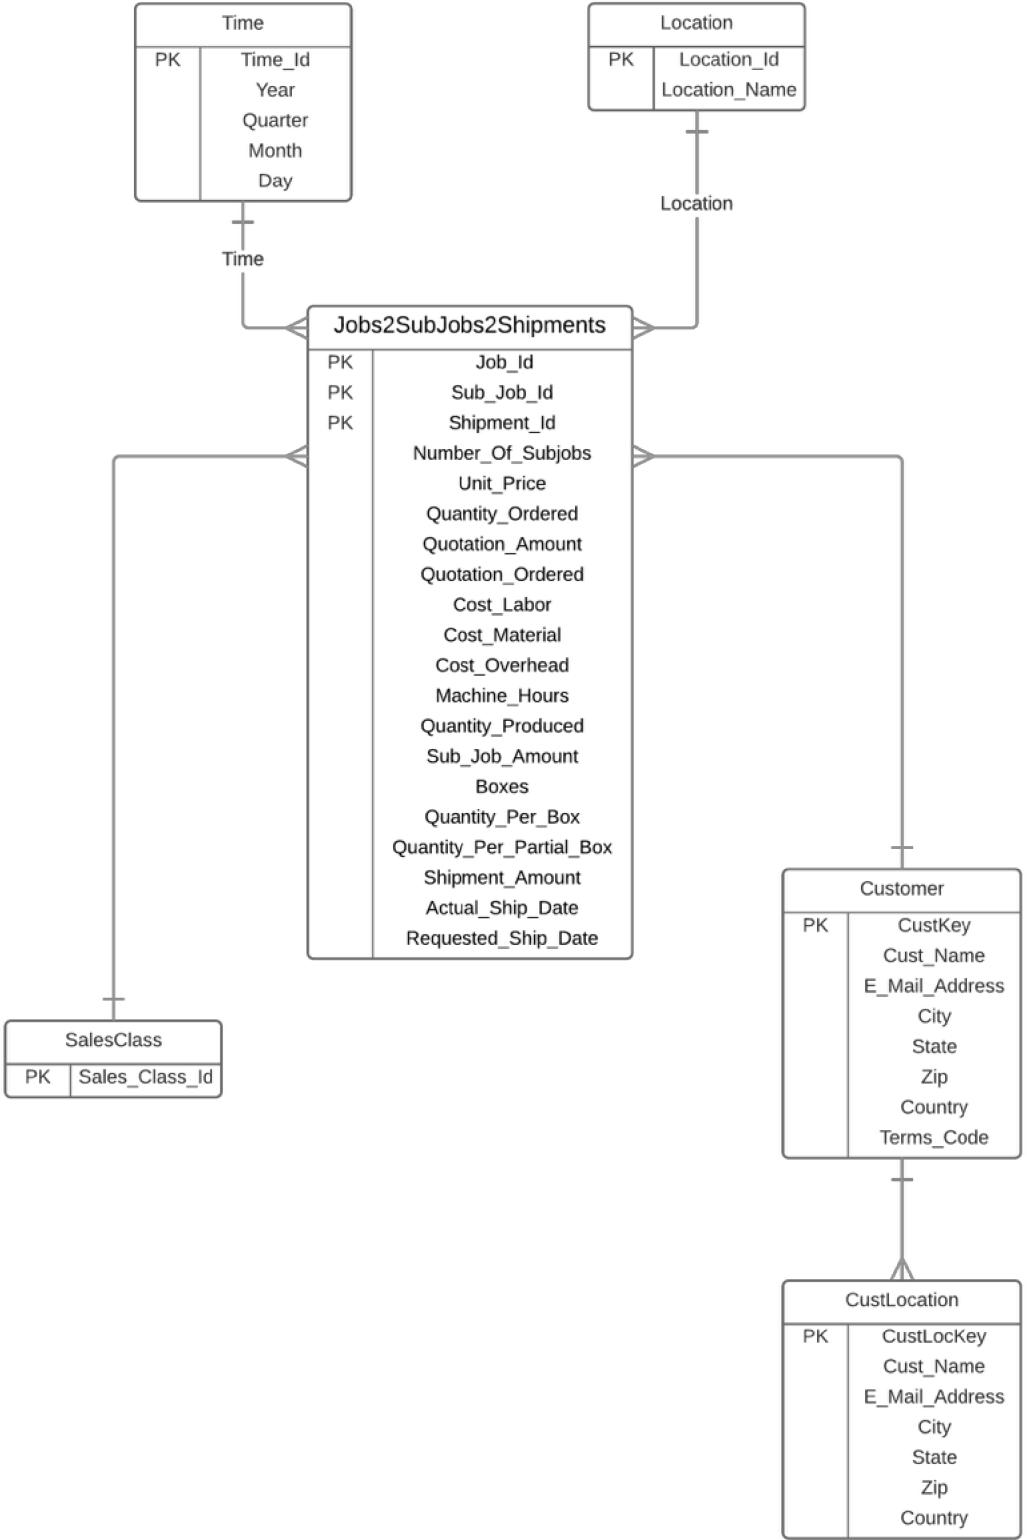 Time
PK Time_Id
Year
Quarter
Month
Day
Location
PK Location_Id
Location_Name
Time
Location
Jobs2SubJobs2Shipments
PK Job_Id
PK Sub_Job_Id
PK Shipment_Id
Number_Of_Subjobs
Unit_Price
Quantity_Ordered
Quotation_Amount
Quotation_Ordered
Cost_Labor
Cost_Material
Cost_Overhead
Machine_Hours
Quantity_Produced
Sub_Job_Amount
Boxes
Quantity_Per_Box
Quantity_Per_Partial_Box
Shipment_Amount
Actual_Ship_Date
Requested_Ship_Date
SalesClass
PK Sales_Class_Id
Customer
PK CustKey
Cust_Name
E_Mail_Address
City
State
Zip
Country
Terms_Code
CustLocation
PK CustLocKey
Cust_Name
E_Mail_Address
City
State
Zip
Country